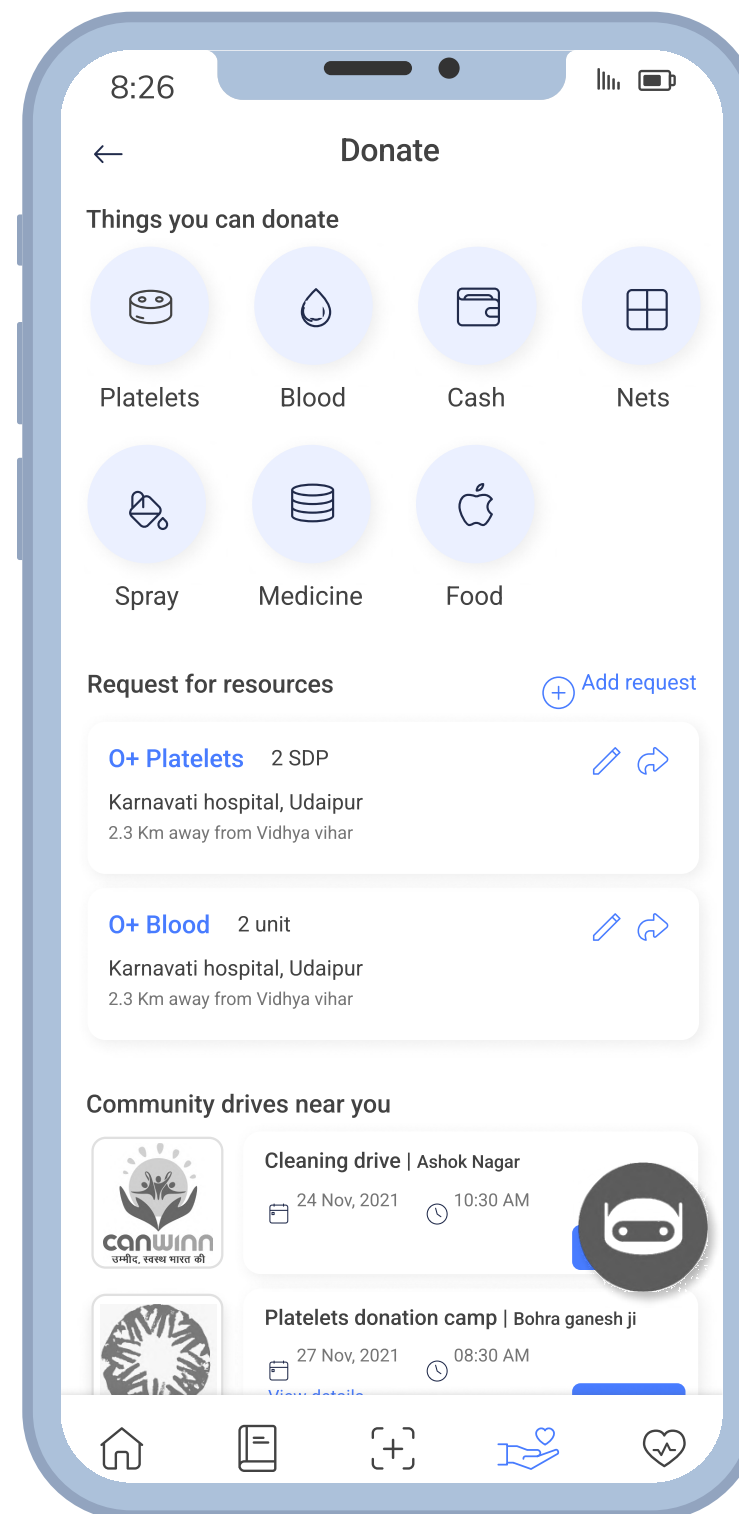 8:26
Donate
Things you can donate
Platelets
Blood
Cash
Nets
Spray
Medicine
Food
Request for resources
Add request
O+ Platelets 2 SDP
Karnavati hospital, Udaipur
2.3 Km away from Vidhya vihar
O+ Blood 2 unit
Karnavati hospital, Udaipur
2.3 Km away from Vidhya vihar
Community drives near you
canwinn
उम्मीद, स्वस्थ भारत की
Cleaning drive | Ashok Nagar
24 Nov, 2021 10:30 AM
Platelets donation camp | Bohra ganesh ji
27 Nov, 2021 08:30 AM
View details